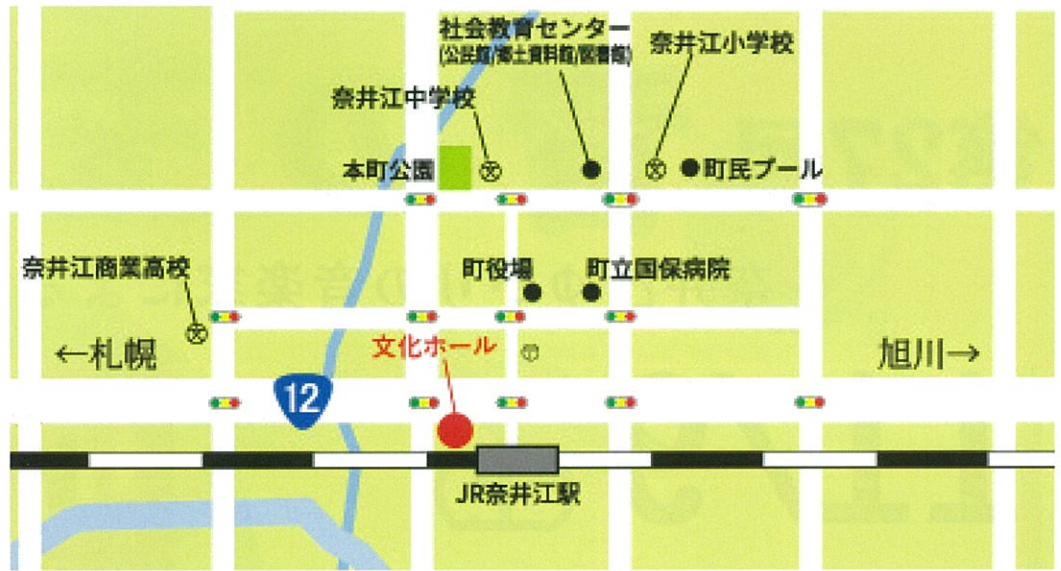 社会教育センター
(公民館/郷土資料館/図書館)
奈井江小学校
奈井江中学校
本町公園
町民プール
奈井江商業高校
町役場
町立国保病院
←札幌
文化ホール
旭川→
12
JR奈井江駅